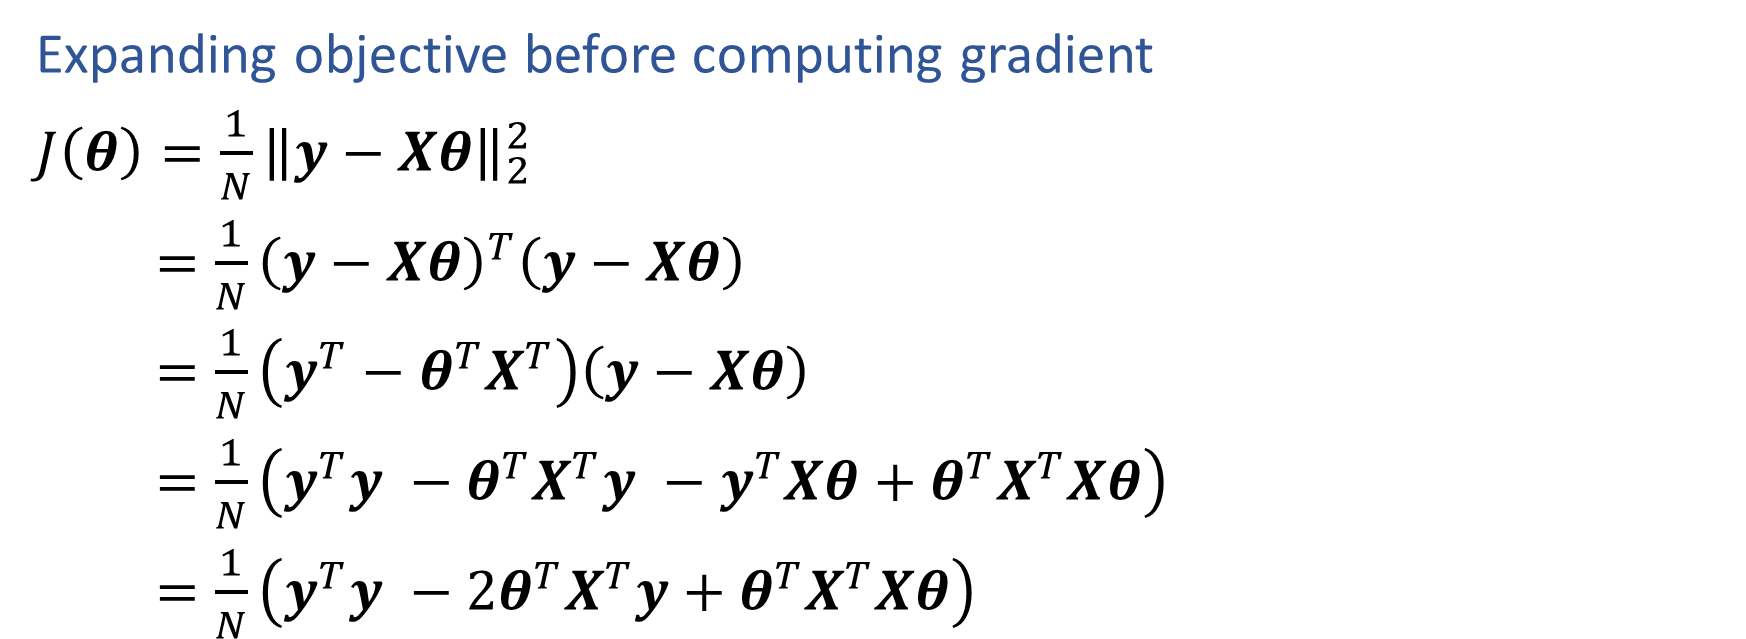 Expanding objective before computing gradient
J(θ) = 1/N ‖y − Xθ‖₂²
= 1/N (y − Xθ)ᵀ(y − Xθ)
= 1/N (yᵀ − θᵀXᵀ)(y − Xθ)
= 1/N (yᵀy − θᵀXᵀy − yᵀXθ + θᵀXᵀXθ)
= 1/N (yᵀy − 2θᵀXᵀy + θᵀXᵀXθ)